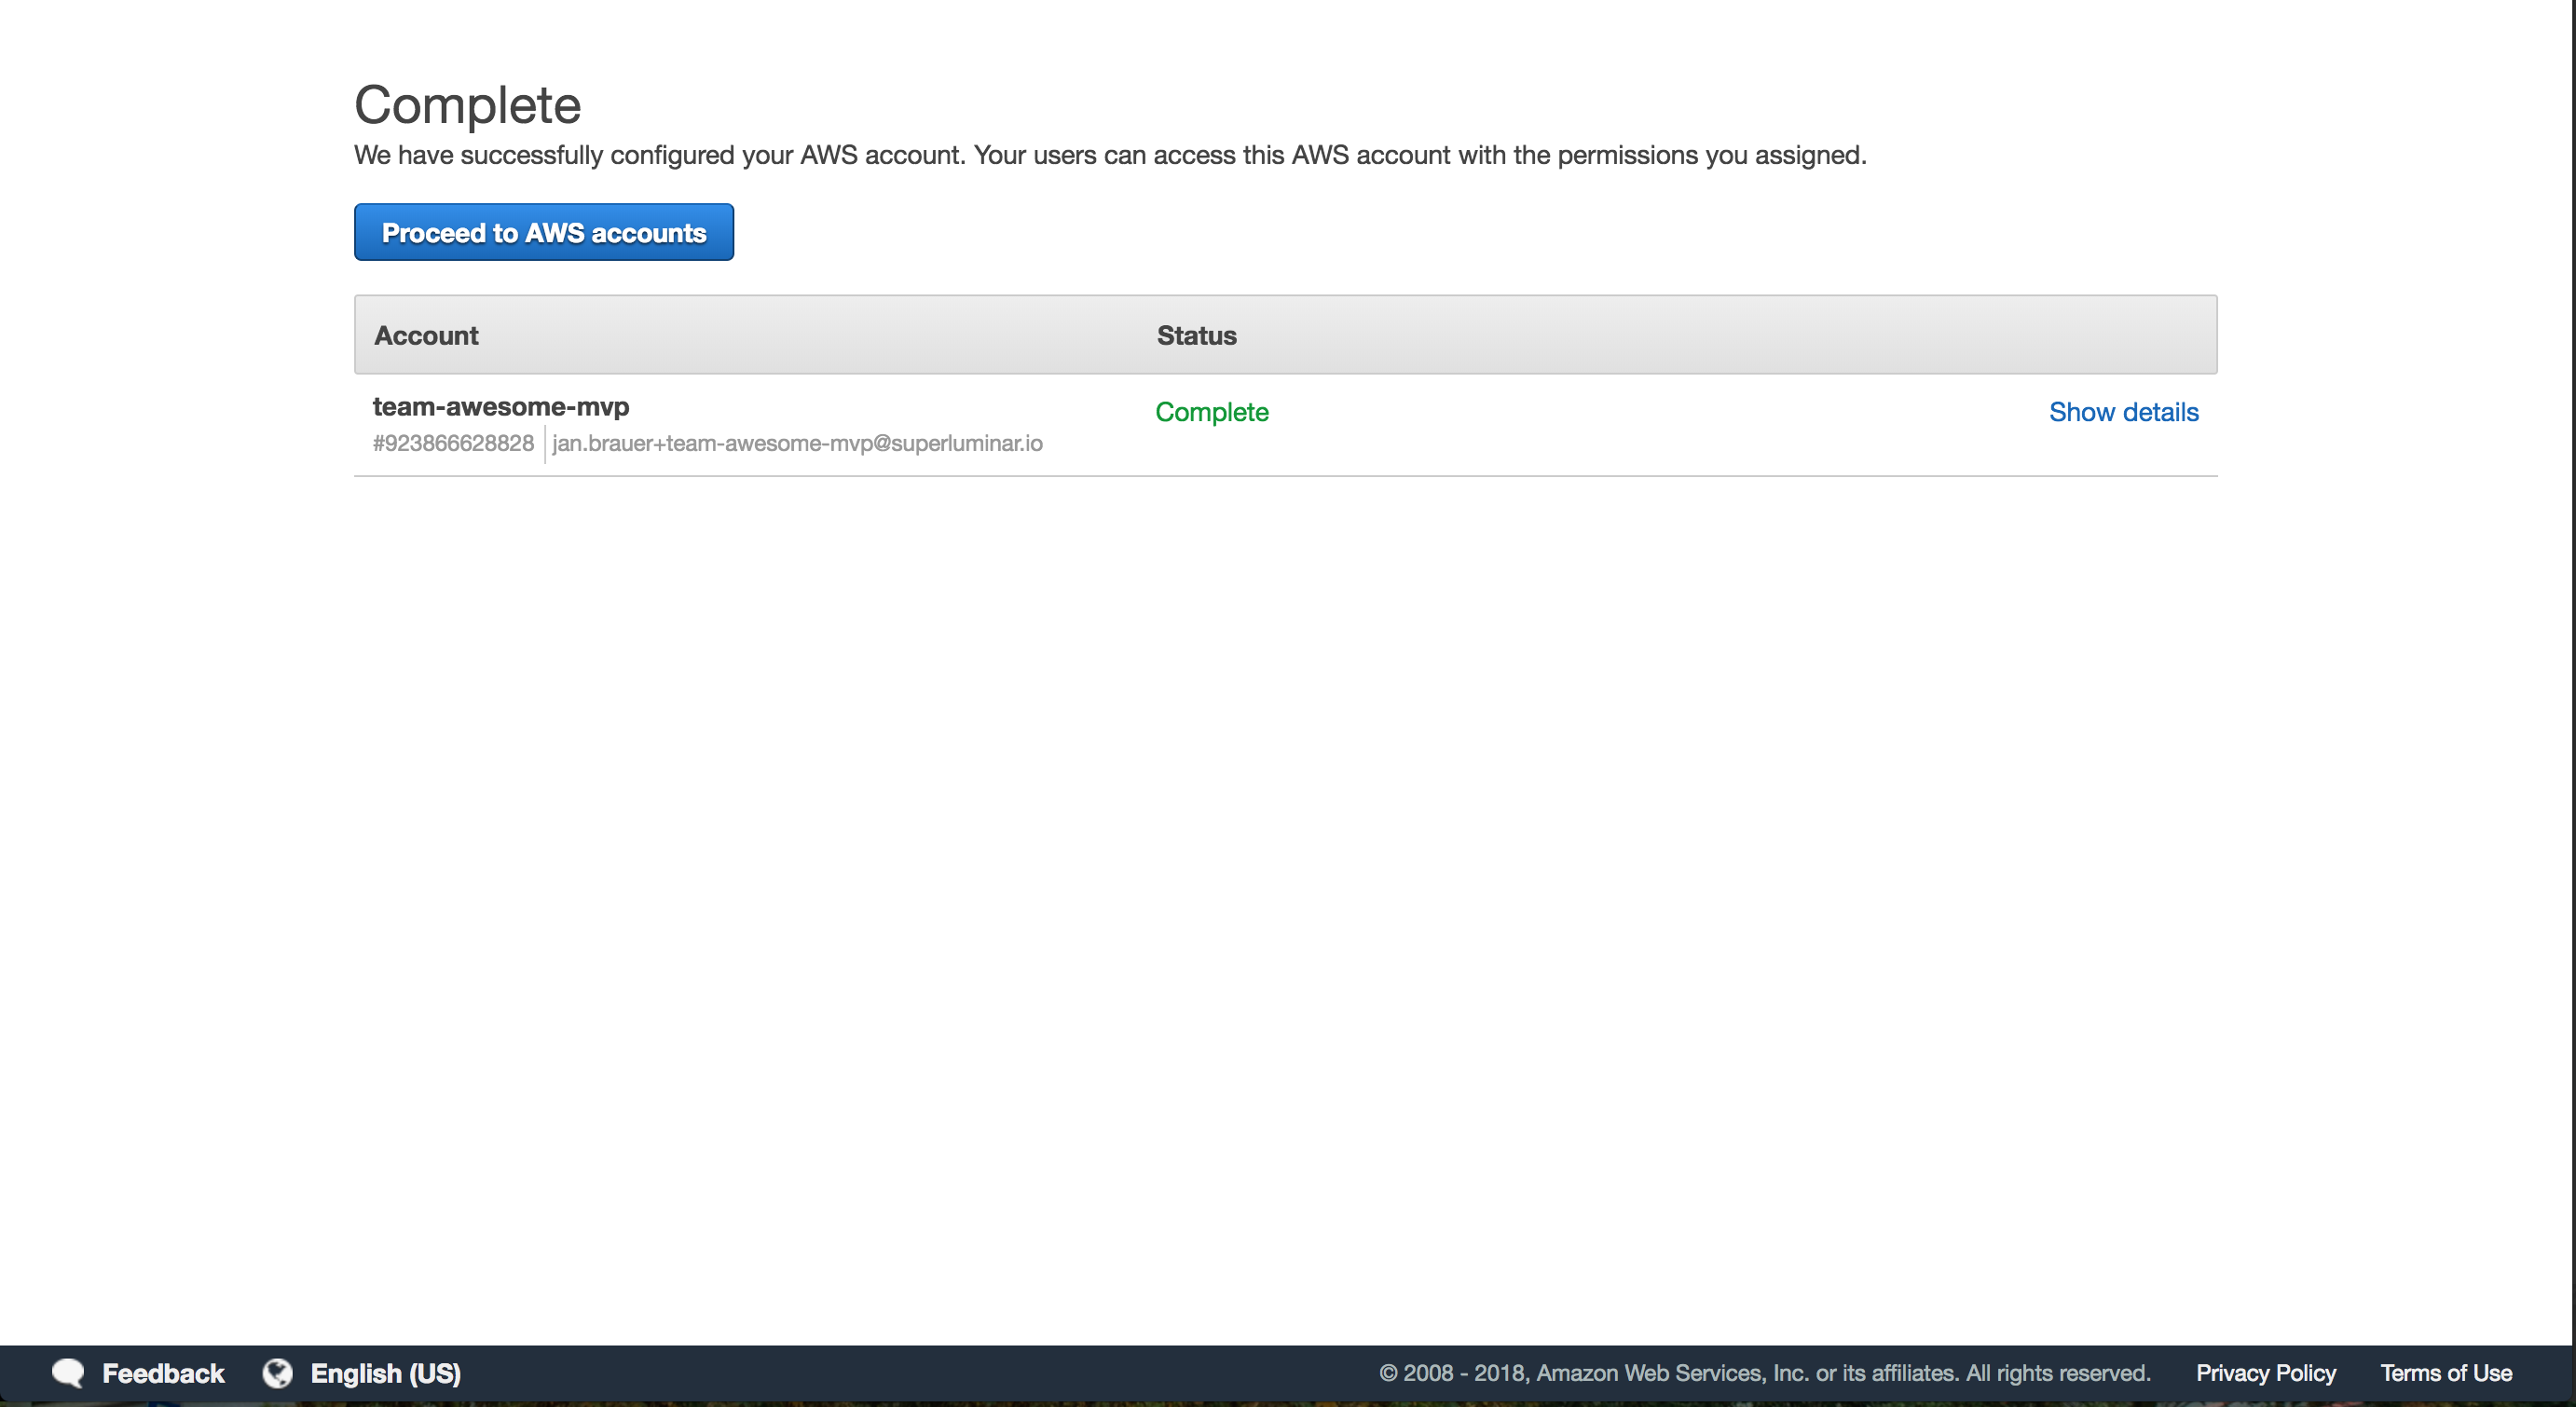 Complete
We have successfully configured your AWS account. Your users can access this AWS account with the permissions you assigned.
Proceed to AWS accounts
Account Status
team-awesome-mvp Complete Show details
#923866628828 jan.brauer+team-awesome-mvp@superluminar.io
Feedback English (US) © 2008 - 2018, Amazon Web Services, Inc. or its affiliates. All rights reserved. Privacy Policy Terms of Use